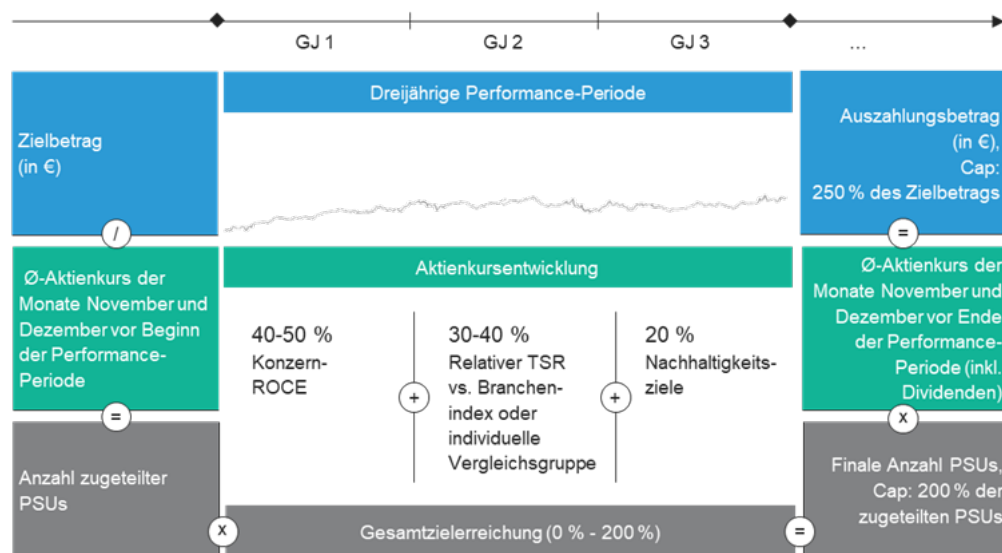 GJ 1
GJ 2
GJ 3
...
Zielbetrag
(in €)
/
Ø-Aktienkurs der
Monate November und
Dezember vor Beginn
der Performance-
Periode
=
Anzahl zugeteilter
PSUs
x
Dreijährige Performance-Periode
Aktienkursentwicklung
40-50 %
Konzern-
ROCE
+
30-40 %
Relativer TSR
vs. Branchen-
index oder
individuelle
Vergleichsgruppe
+
20 %
Nachhaltigkeits-
ziele
Gesamtzielerreichung (0 % - 200 %)
=
Auszahlungsbetrag
(in €),
Cap:
250 % des Zielbetrags
=
Ø-Aktienkurs der
Monate November und
Dezember vor Ende
der Performance-
Periode (inkl.
Dividenden)
x
Finale Anzahl PSUs,
Cap: 200 % der
zugeteilten PSUs